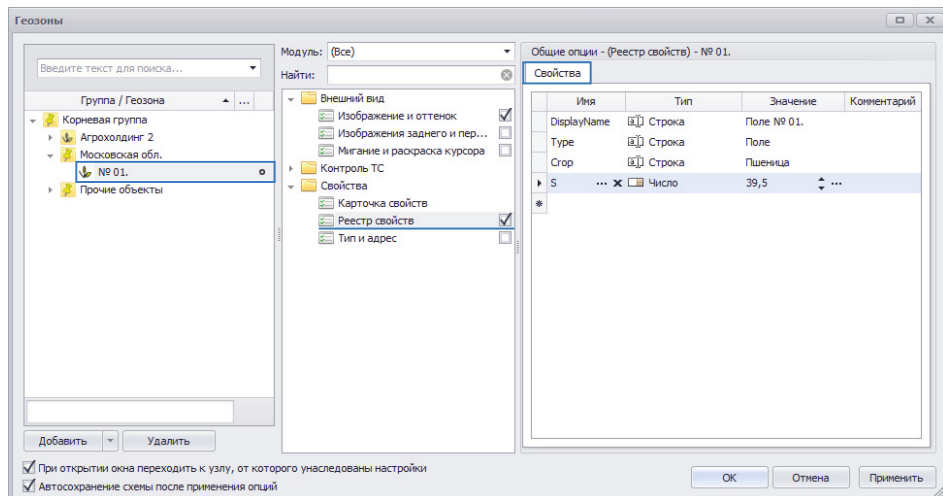 Геозоны
Введите текст для поиска...
Группа / Геозона ...
Корневая группа
Агрохолдинг 2
Московская обл.
№ 01.
Прочие объекты
Добавить Удалить
Модуль: (Все)
Найти:
Внешний вид
Изображение и оттенок
Изображения заднего и пер...
Мигание и раскраска курсора
Контроль ТС
Свойства
Карточка свойств
Реестр свойств
Тип и адрес
Общие опции - (Реестр свойств) - № 01.
Свойства
Имя Тип Значение Комментарий
DisplayName Строка Поле № 01.
Type Строка Поле
Crop Строка Пшеница
S ... Число 39,5 ...
При открытии окна переходить к узлу, от которого унаследованы настройки
Автосохранение схемы после применения опций
ОК Отмена Применить